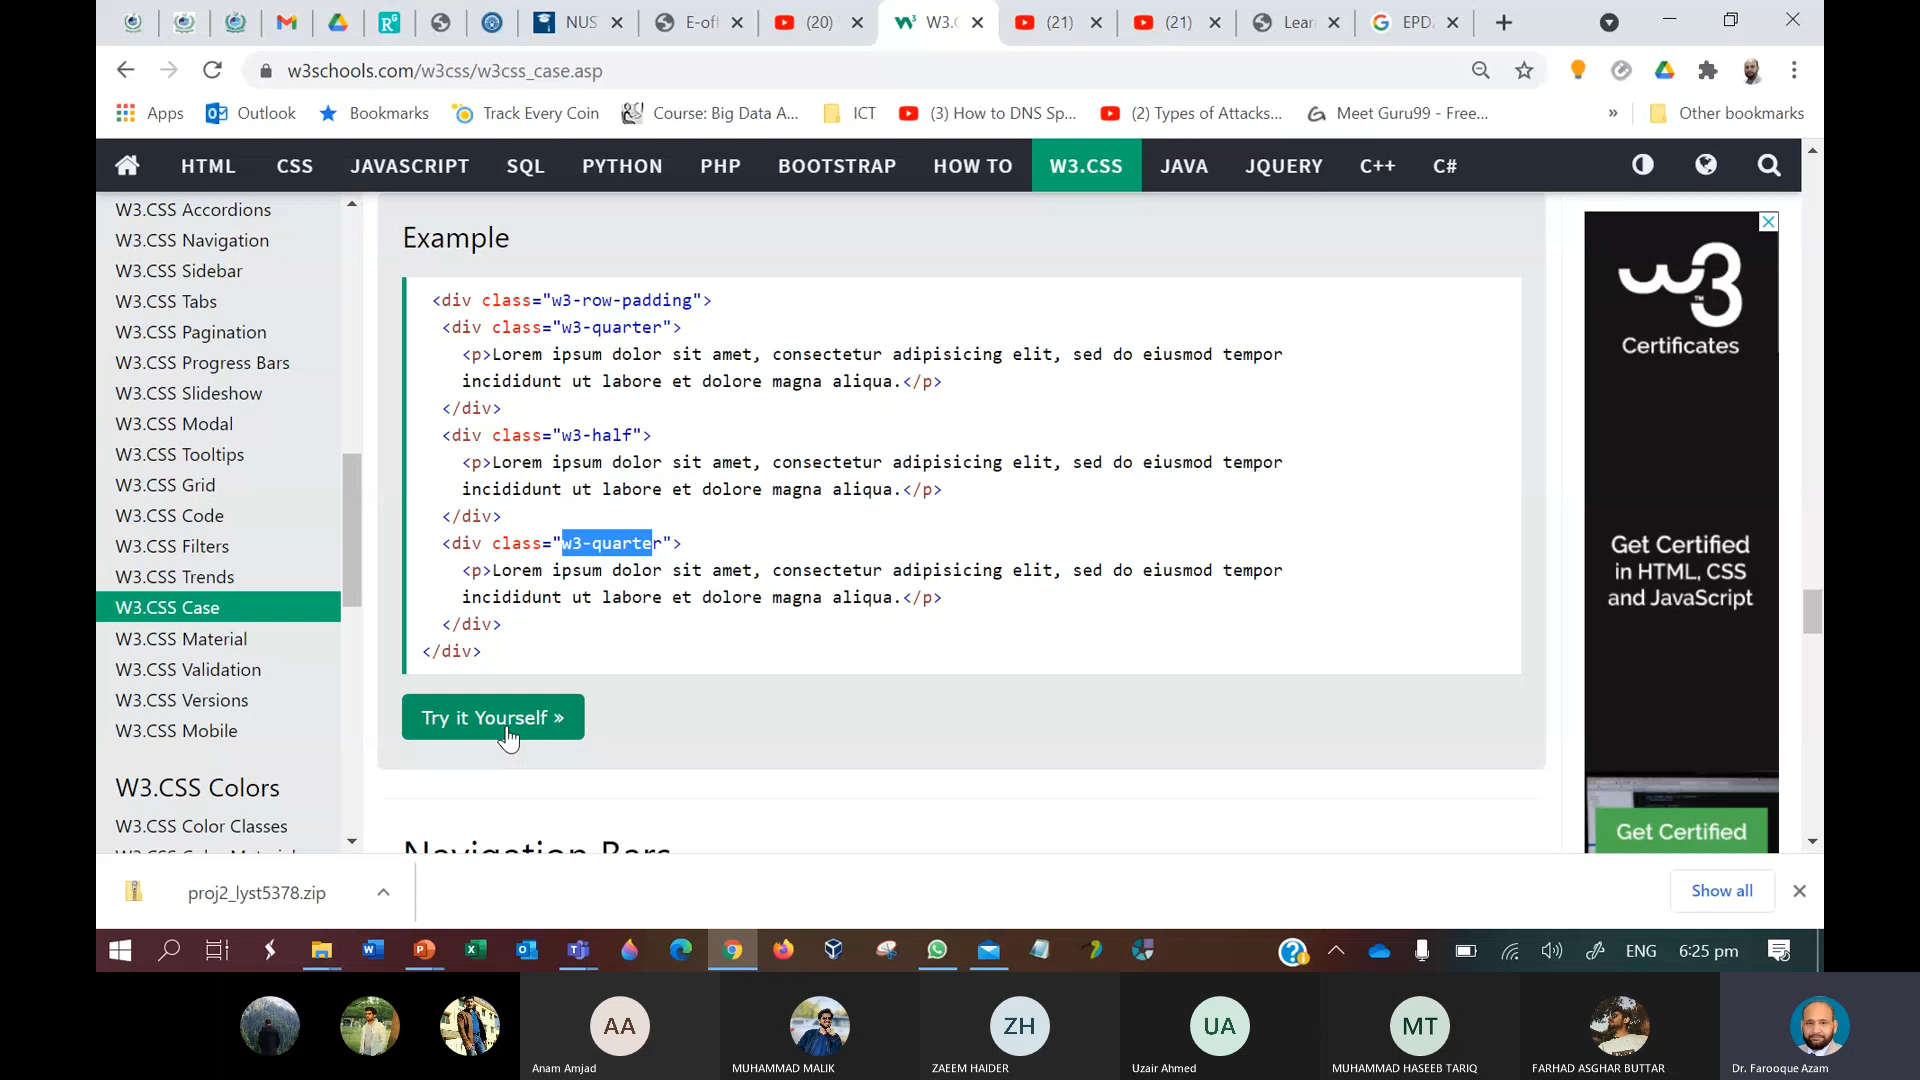 NUS
E-off
(20)
W3.C
(21)
(21)
Lear
EPD
w3schools.com/w3css/w3css_case.asp
Apps
Outlook
Bookmarks
Track Every Coin
Course: Big Data A...
ICT
(3) How to DNS Sp...
(2) Types of Attacks...
Meet Guru99 - Free...
»
Other bookmarks
HTML
CSS
JAVASCRIPT
SQL
PYTHON
PHP
BOOTSTRAP
HOW TO
W3.CSS
JAVA
JQUERY
C++
C#
W3.CSS Accordions
W3.CSS Navigation
W3.CSS Sidebar
W3.CSS Tabs
W3.CSS Pagination
W3.CSS Progress Bars
W3.CSS Slideshow
W3.CSS Modal
W3.CSS Tooltips
W3.CSS Grid
W3.CSS Code
W3.CSS Filters
W3.CSS Trends
W3.CSS Case
W3.CSS Material
W3.CSS Validation
W3.CSS Versions
W3.CSS Mobile
W3.CSS Colors
W3.CSS Color Classes
Example
<div class="w3-row-padding">
<div class="w3-quarter">
<p>Lorem ipsum dolor sit amet, consectetur adipisicing elit, sed do eiusmod tempor
incididunt ut labore et dolore magna aliqua.</p>
</div>
<div class="w3-half">
<p>Lorem ipsum dolor sit amet, consectetur adipisicing elit, sed do eiusmod tempor
incididunt ut labore et dolore magna aliqua.</p>
</div>
<div class="w3-quarter">
<p>Lorem ipsum dolor sit amet, consectetur adipisicing elit, sed do eiusmod tempor
incididunt ut labore et dolore magna aliqua.</p>
</div>
</div>
Try it Yourself »
Navigation Bars
w3
TM
Certificates
Get Certified
in HTML, CSS
and JavaScript
Get Certified
proj2_lyst5378.zip
Show all
ENG
6:25 pm
AA
ZH
UA
MT
Anam Amjad
MUHAMMAD MALIK
ZAEEM HAIDER
Uzair Ahmed
MUHAMMAD HASEEB TARIQ
FARHAD ASGHAR BUTTAR
Dr. Farooque Azam